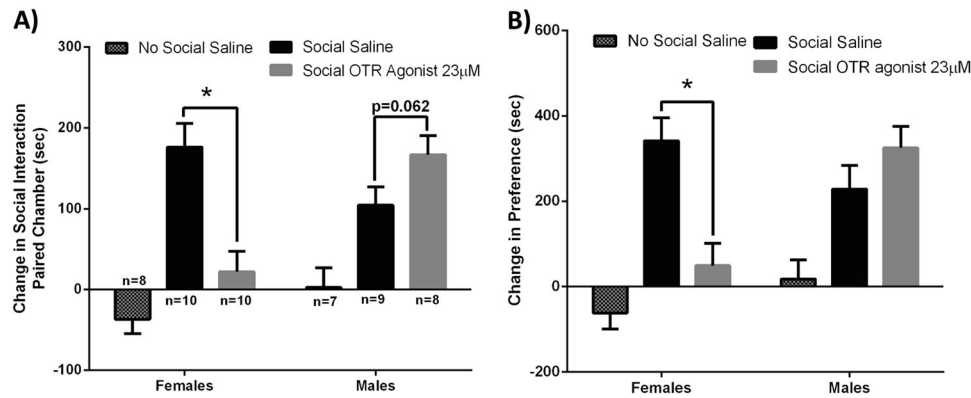 A)
No Social Saline
Social Saline
Social OTR Agonist 23µM
Change in Social Interaction
Paired Chamber (sec)
300
200
100
0
-100
*
p=0.062
n=8
n=10
n=10
n=7
n=9
n=8
Females
Males
B)
No Social Saline
Social Saline
Social OTR agonist 23µM
Change in Preference (sec)
600
400
200
0
-200
*
Females
Males